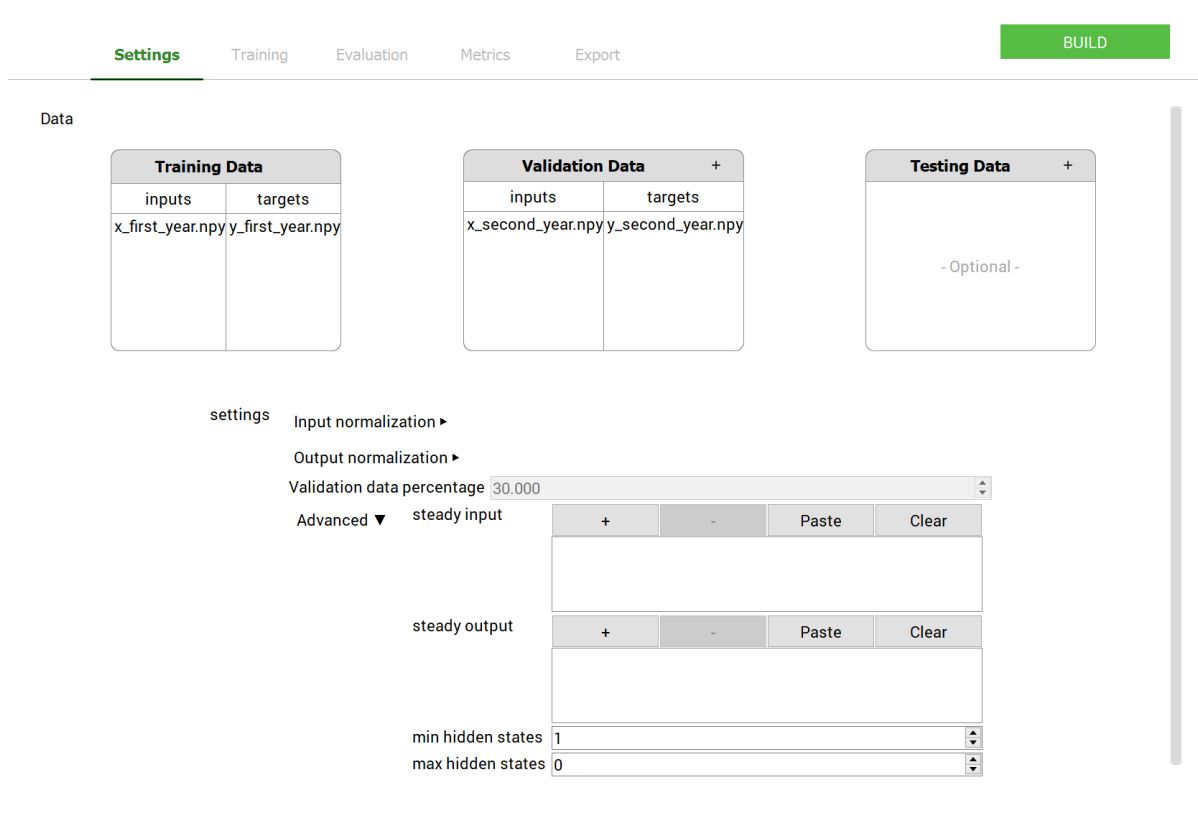 Settings Training Evaluation Metrics Export BUILD
Data
Training Data
inputs targets
x_first_year.npy y_first_year.npy
Validation Data +
inputs targets
x_second_year.npy y_second_year.npy
Testing Data +
- Optional -
settings
Input normalization ▸
Output normalization ▸
Validation data percentage 30.000
Advanced ▼ steady input + - Paste Clear
steady output + - Paste Clear
min hidden states 1
max hidden states 0